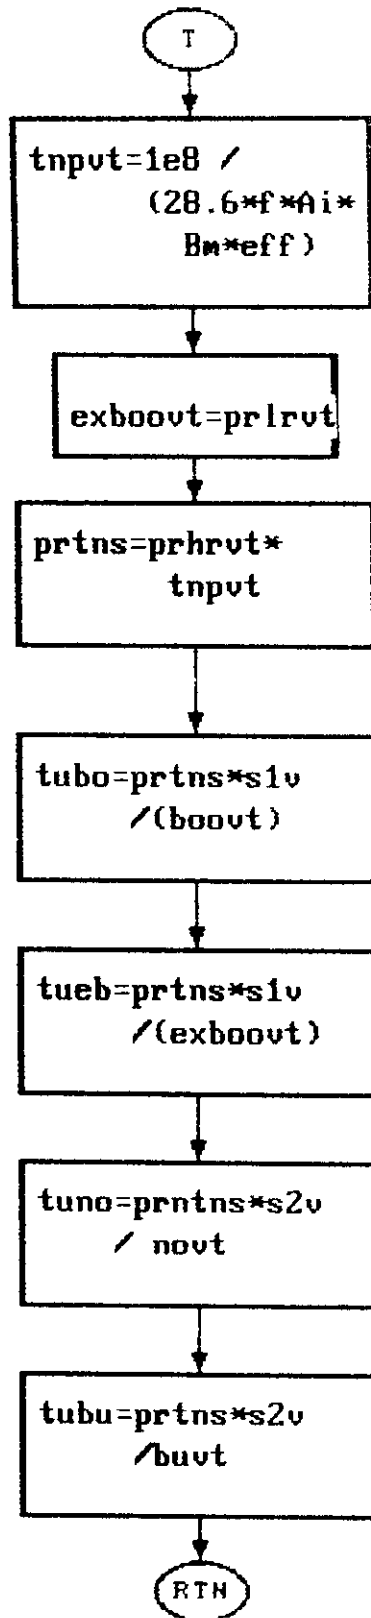 T
tnpvt=1e8 /
(28.6*f*Ai*
Bm*eff)
exboovt=prlrvt
prtns=prhrvt*
tnpvt
tubo=prtns*s1v
/(boovt)
tueb=prtns*s1v
/(exboovt)
tuno=prntns*s2v
/ novt
tubu=prtns*s2v
/buvt
RTN